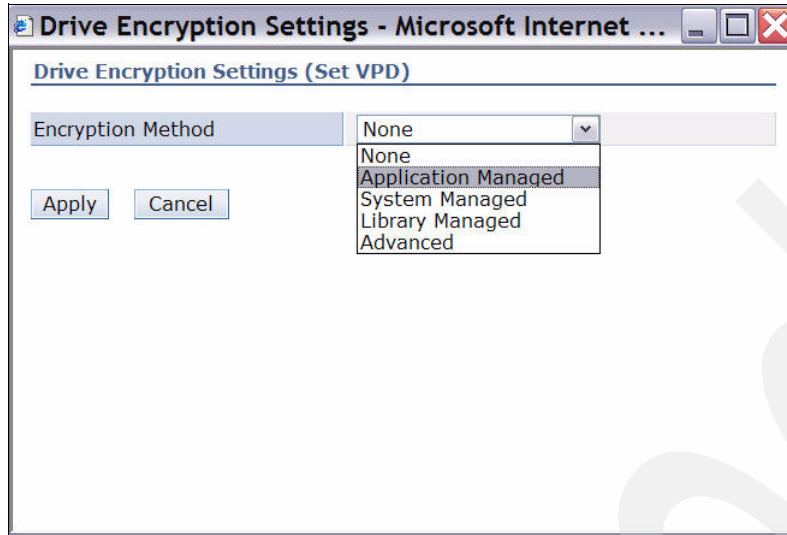 Drive Encryption Settings - Microsoft Internet ...
Drive Encryption Settings (Set VPD)
Encryption Method
None
None
Application Managed
System Managed
Library Managed
Advanced
Apply
Cancel